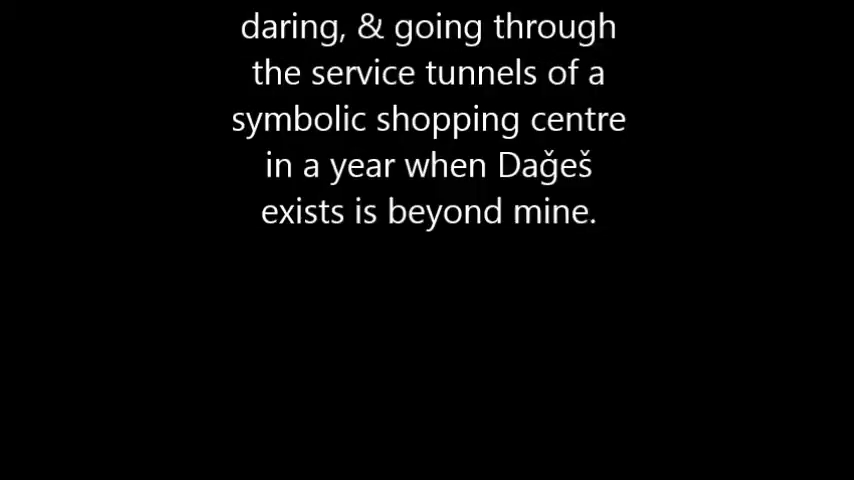 daring, & going through
the service tunnels of a
symbolic shopping centre
in a year when Dağeš
exists is beyond mine.